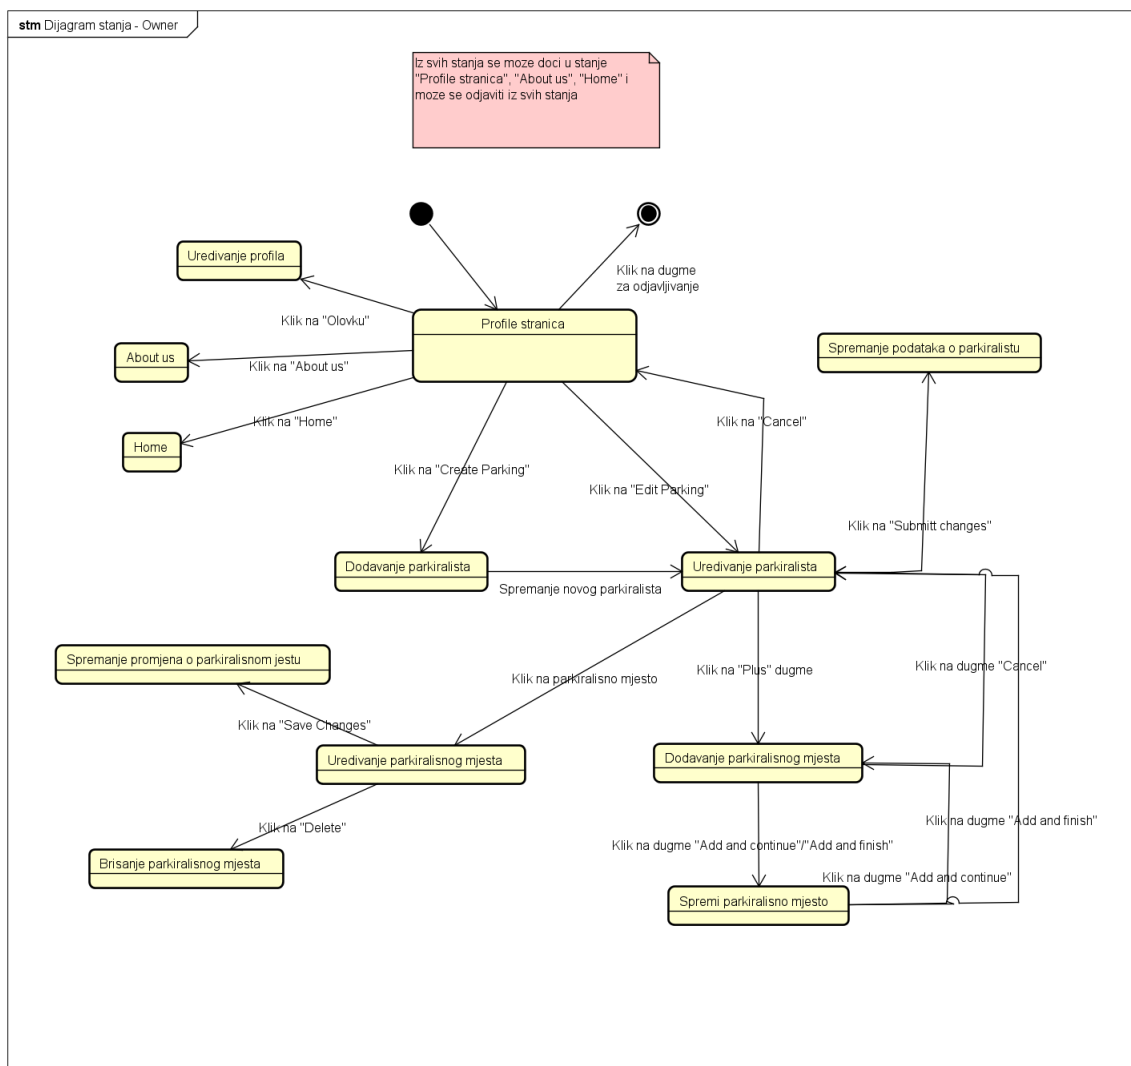 stm Dijagram stanja - Owner
Iz svih stanja se moze doci u stanje
"Profile stranica", "About us", "Home" i
moze se odjaviti iz svih stanja
Uredivanje profila
Klik na dugme
za odjavljivanje
Klik na "Olovku"
Profile stranica
Spremanje podataka o parkiralistu
About us
Klik na "About us"
Klik na "Home"
Klik na "Cancel"
Home
Klik na "Create Parking"
Klik na "Edit Parking"
Klik na "Submitt changes"
Dodavanje parkiralista
Uredivanje parkiralista
Spremanje novog parkiralista
Spremanje promjena o parkiralisnom jestu
Klik na parkiralisno mjesto
Klik na "Plus" dugme
Klik na dugme "Cancel"
Klik na "Save Changes"
Uredivanje parkiralisnog mjesta
Dodavanje parkiralisnog mjesta
Klik na "Delete"
Klik na dugme "Add and finish"
Klik na dugme "Add and continue"/"Add and finish"
Brisanje parkiralisnog mjesta
Klik na dugme "Add and continue"
Spremi parkiralisno mjesto